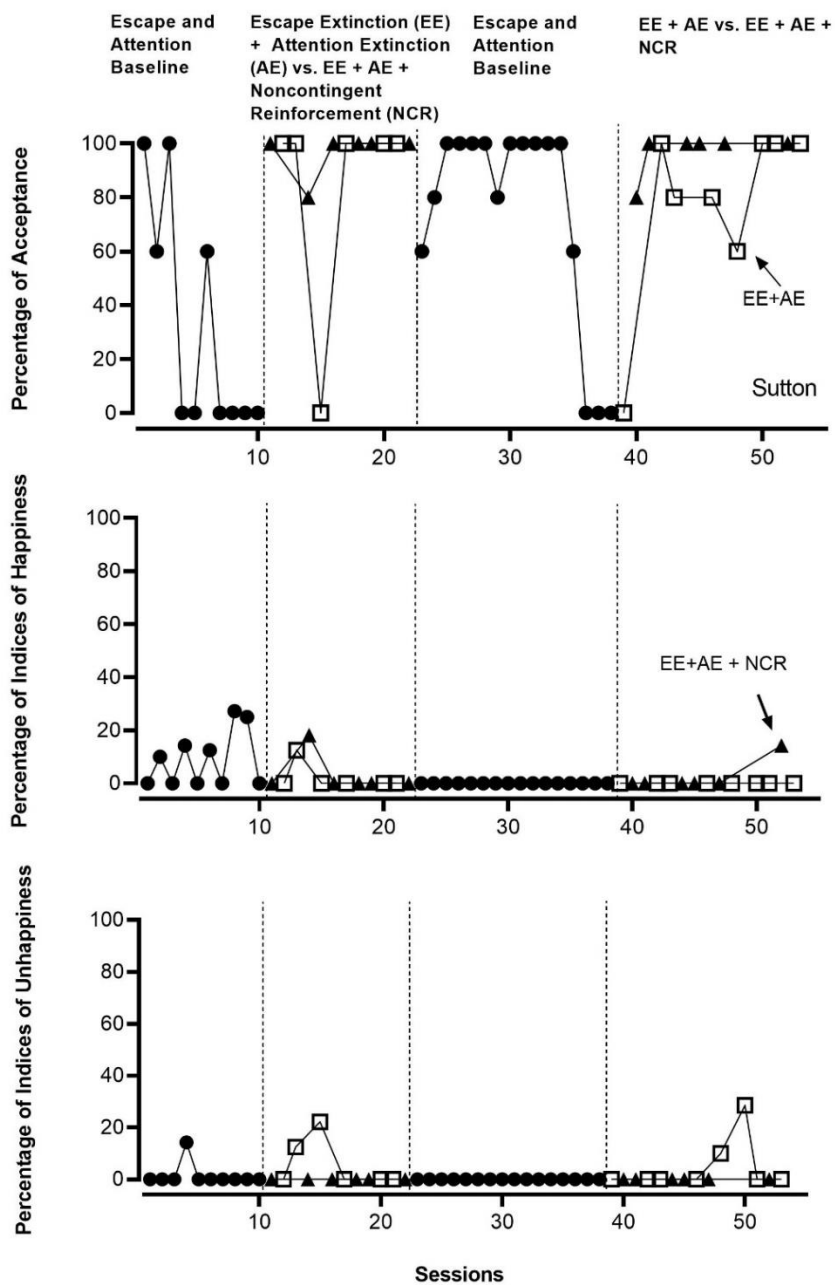 Escape and
Attention
Baseline
Escape Extinction (EE)
+ Attention Extinction
(AE) vs. EE + AE +
Noncontingent
Reinforcement (NCR)
Escape and
Attention
Baseline
EE + AE vs. EE + AE +
NCR
Percentage of Acceptance
100
80
60
40
20
0
EE+AE
Sutton
10 20 30 40 50
Percentage of Indices of Happiness
100
80
60
40
20
0
EE+AE + NCR
10 20 30 40 50
Percentage of Indices of Unhappiness
100
80
60
40
20
0
10 20 30 40 50
Sessions